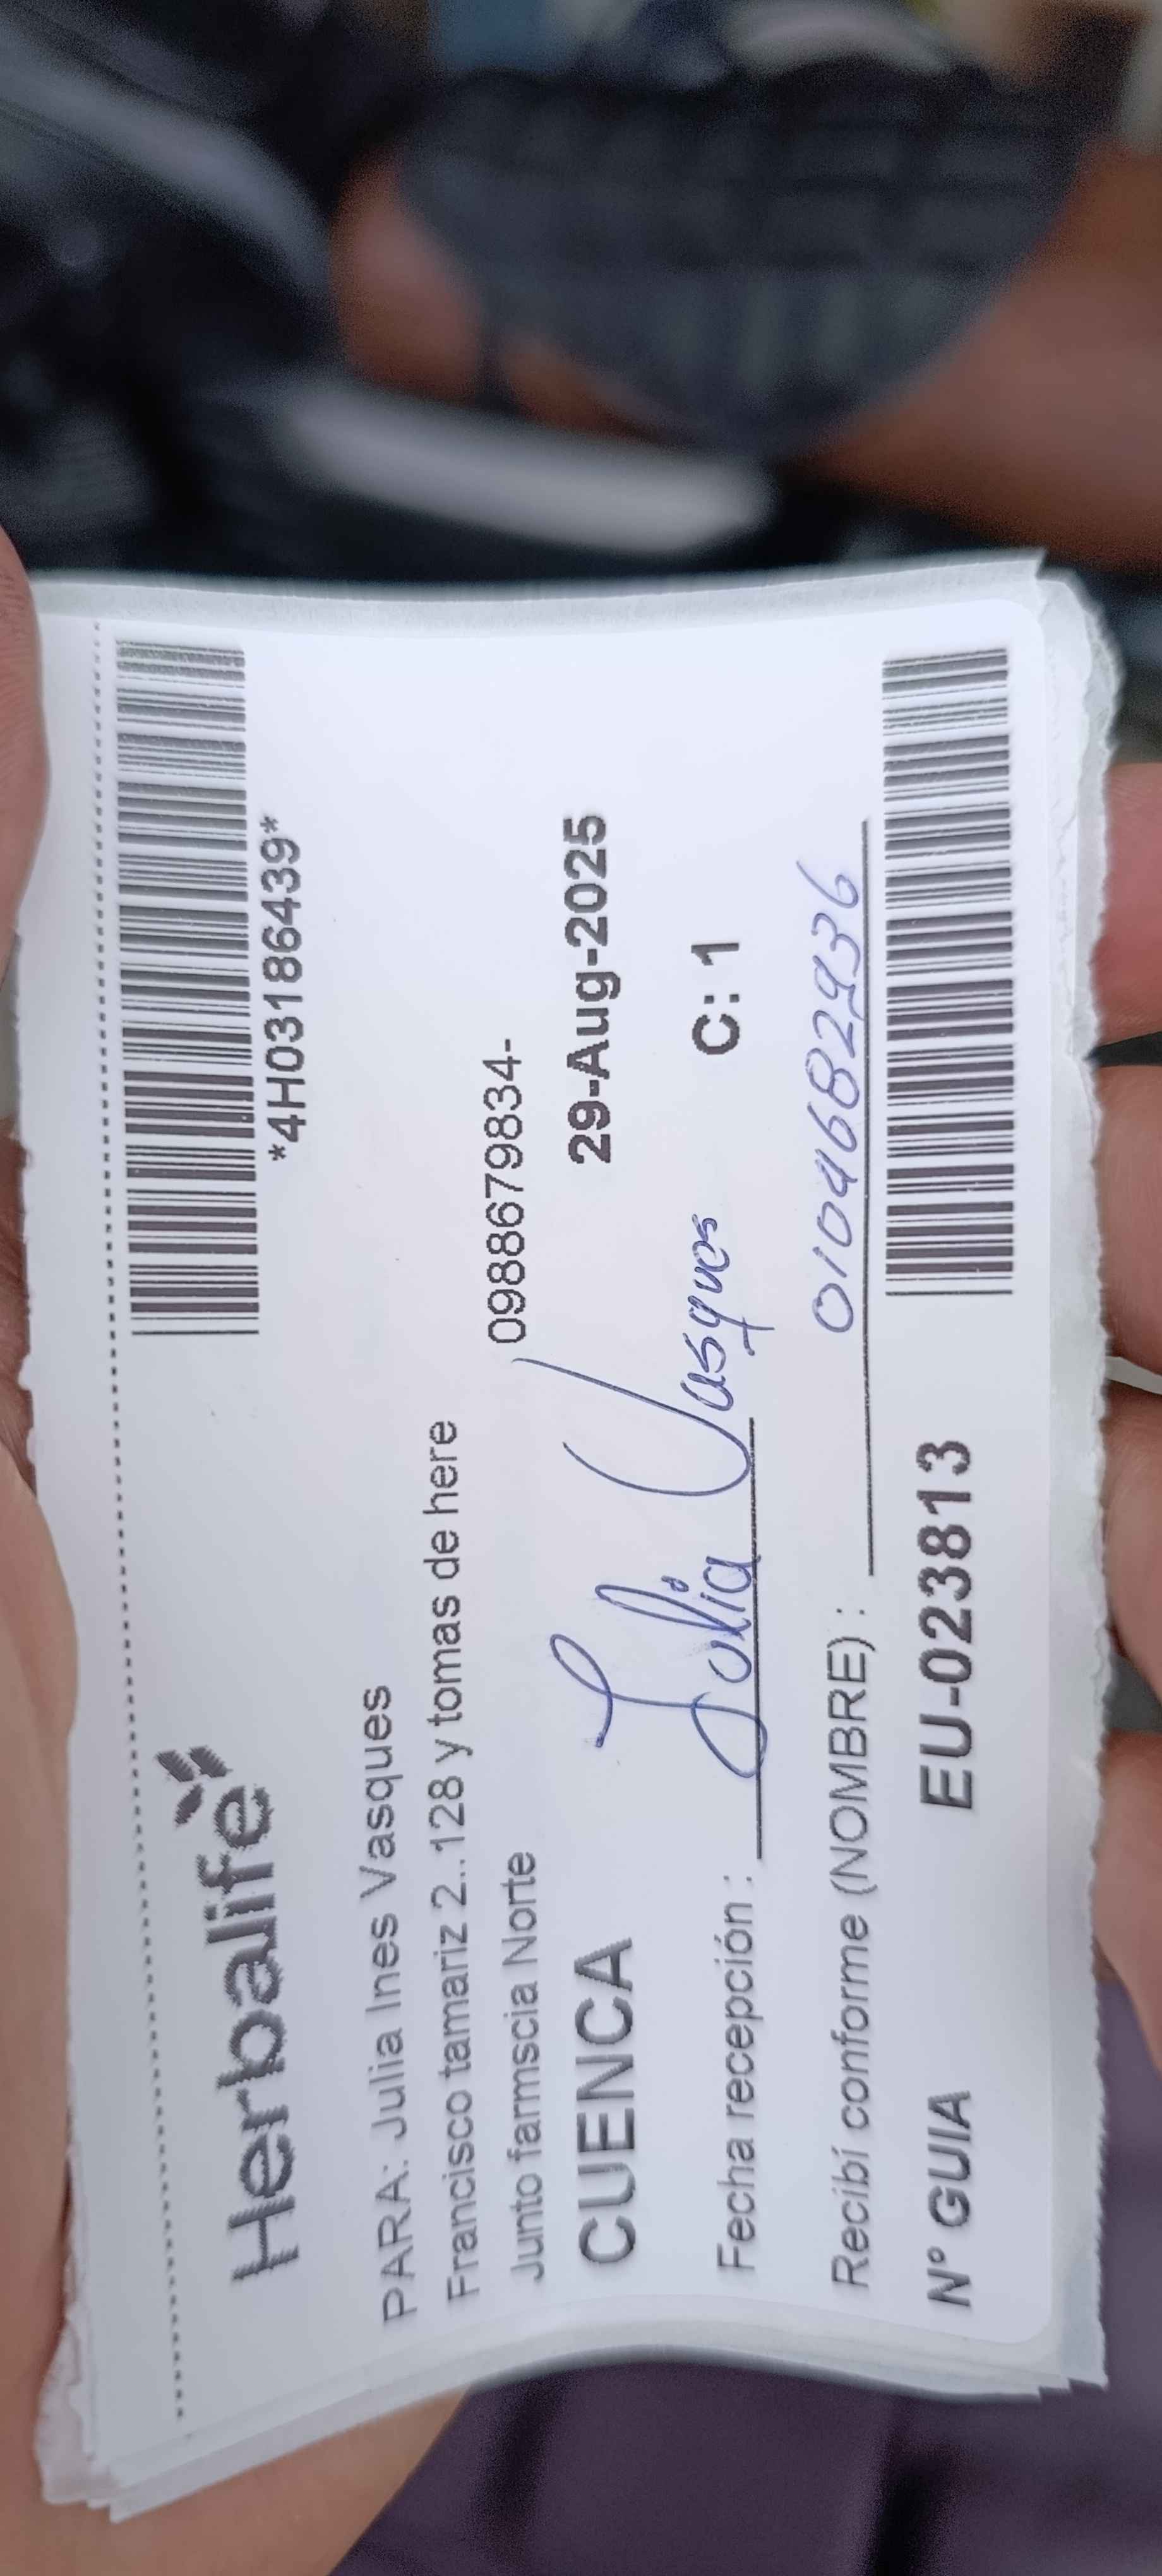 Herbalife
*4H03186439*
PARA: Julia Ines Vasques
Francisco tamariz 2..128 y tomas de here
Junto farmscia Norte 0988679834-
CUENCA 29-Aug-2025
Fecha recepción : Julia Vasques C: 1
Recibí conforme (NOMBRE) : 0104682936
Nº GUIA EU-023813